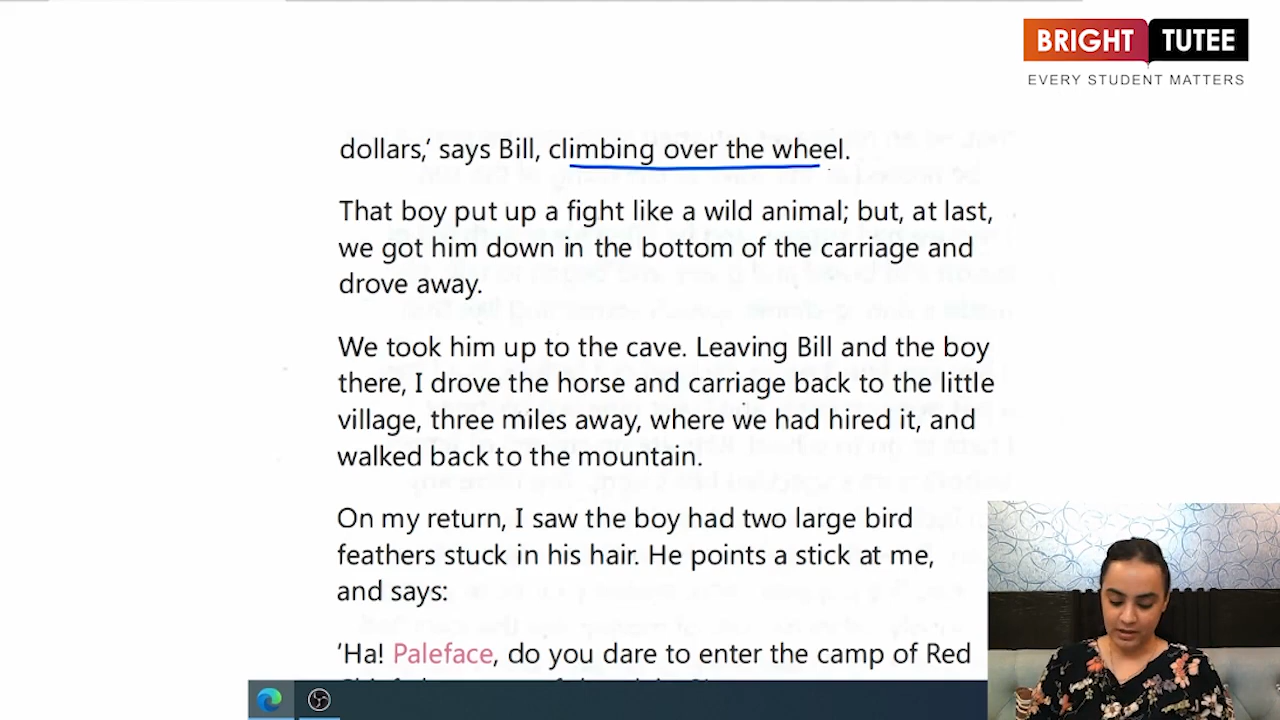 BRIGHT TUTEE
EVERY STUDENT MATTERS
dollars,’ says Bill, climbing over the wheel.
That boy put up a fight like a wild animal; but, at last,
we got him down in the bottom of the carriage and
drove away.
We took him up to the cave. Leaving Bill and the boy
there, I drove the horse and carriage back to the little
village, three miles away, where we had hired it, and
walked back to the mountain.
On my return, I saw the boy had two large bird
feathers stuck in his hair. He points a stick at me,
and says:
‘Ha! Paleface, do you dare to enter the camp of Red